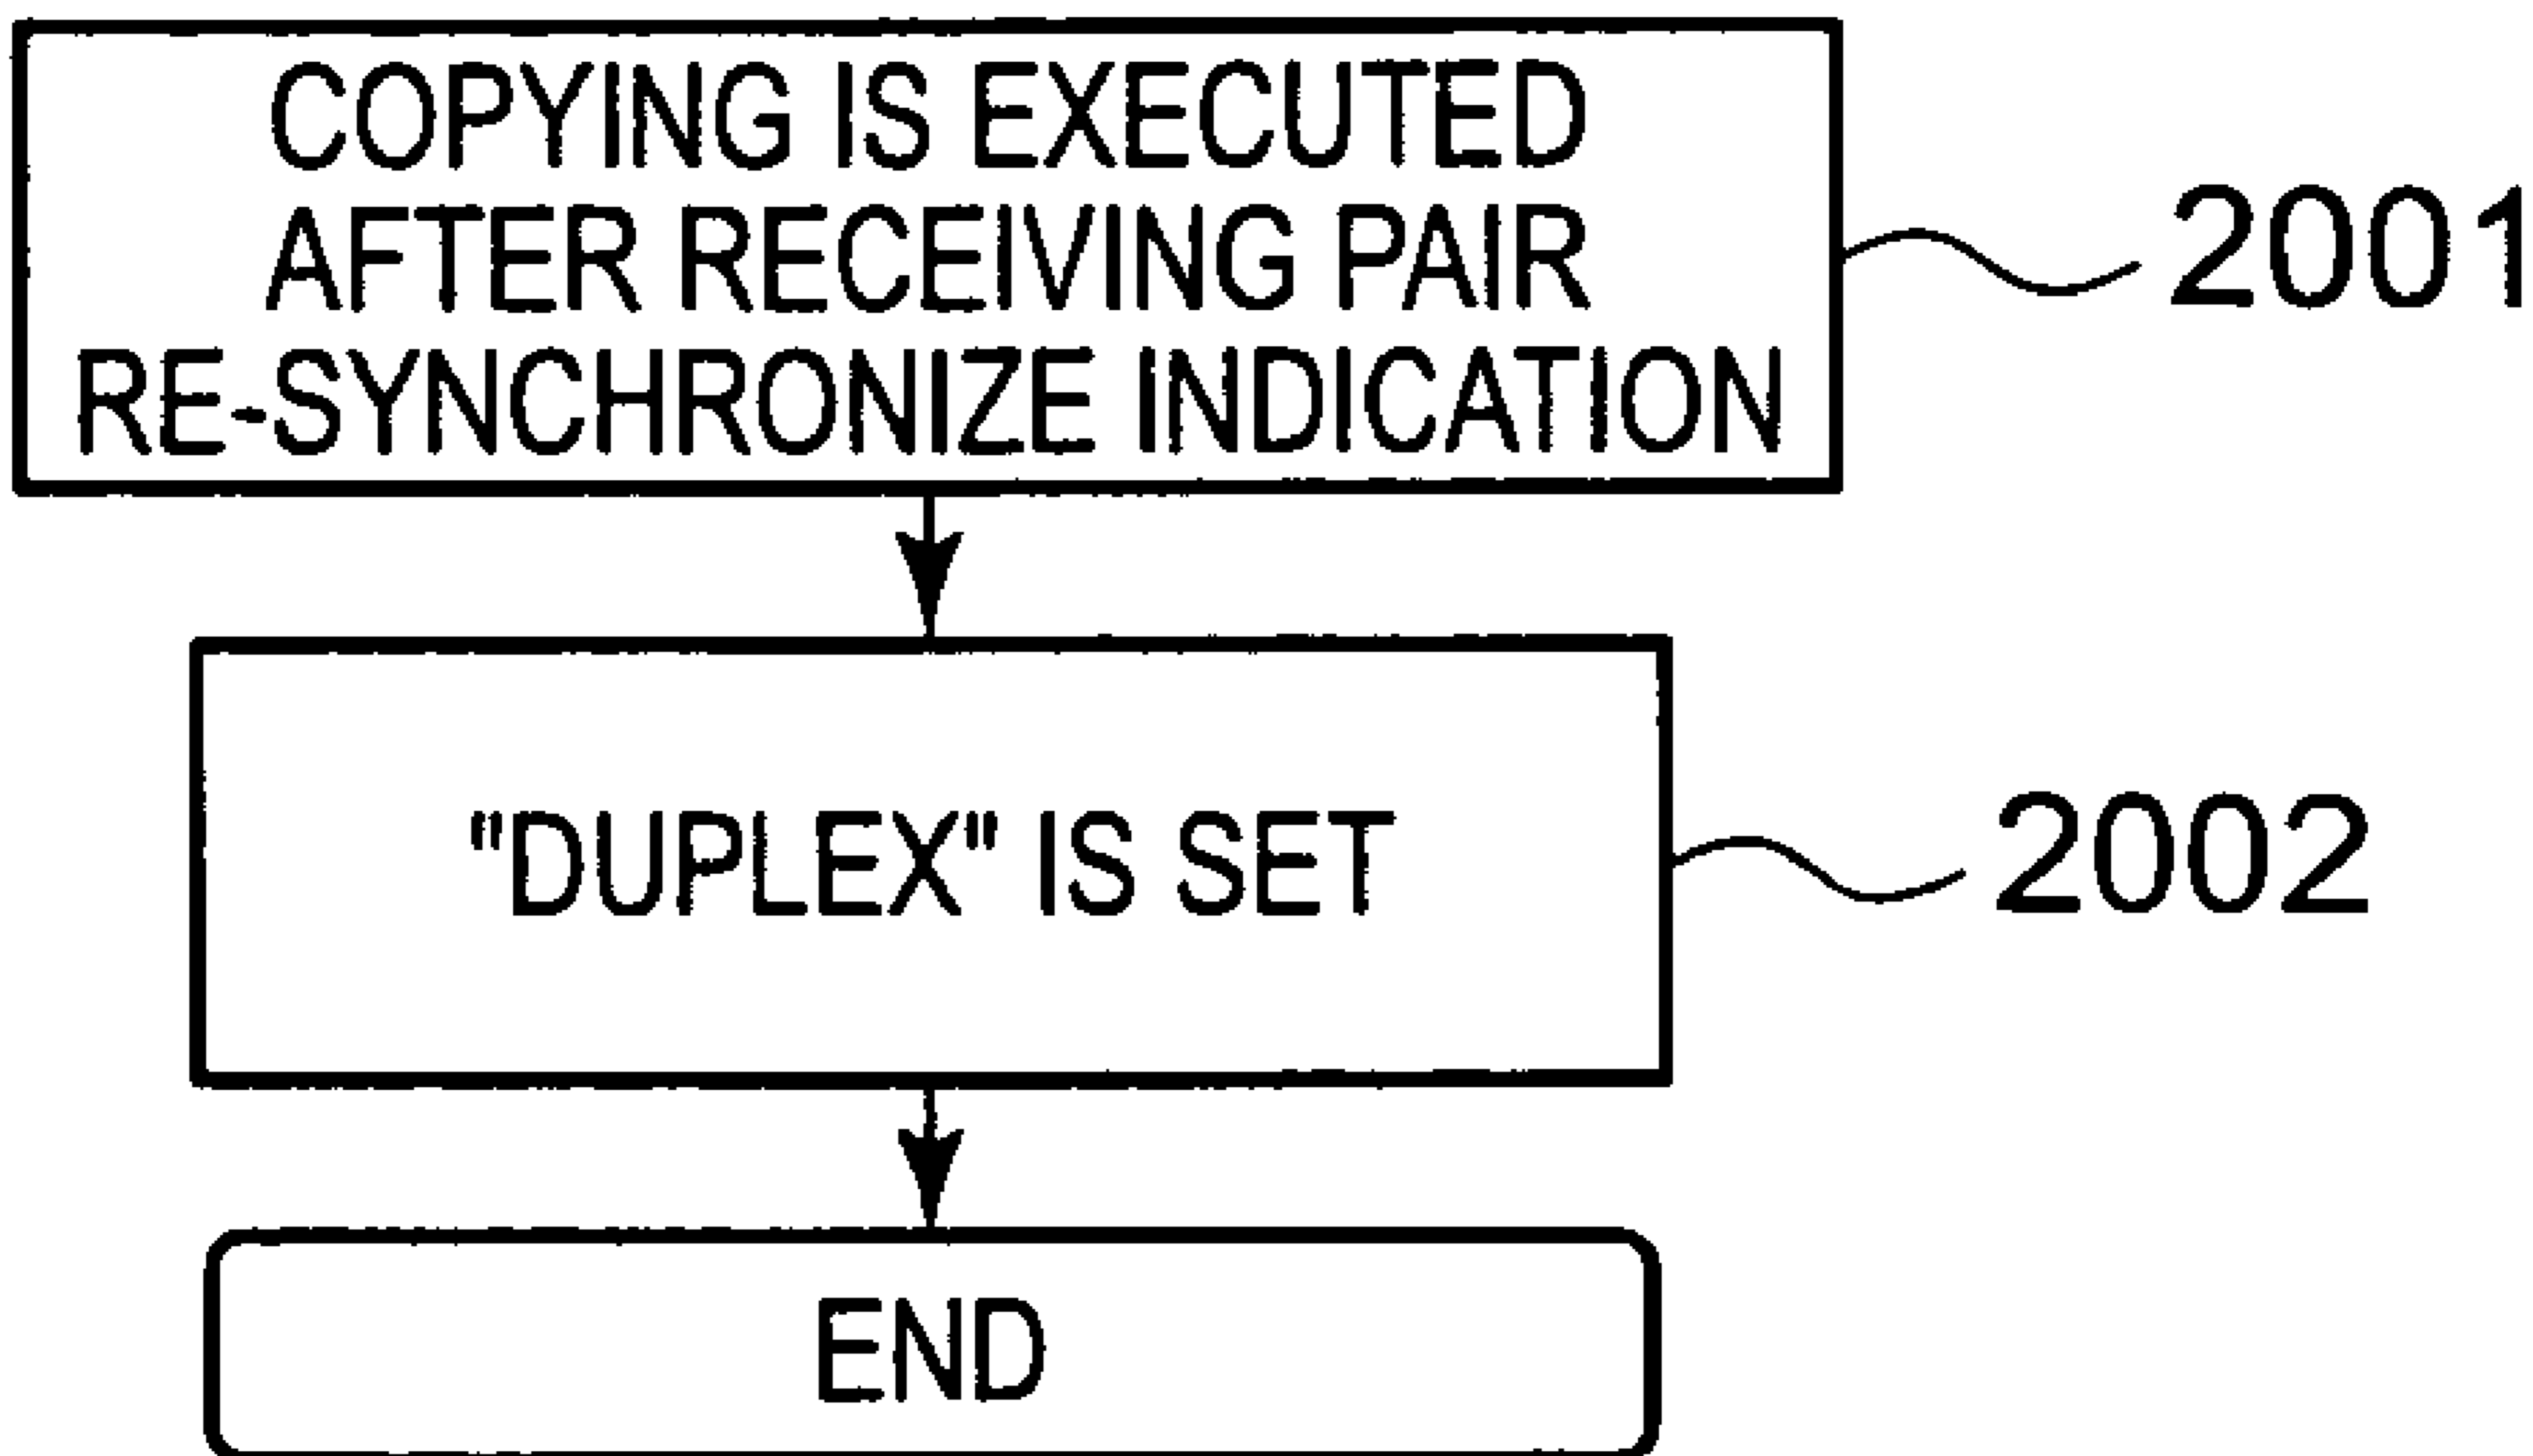 COPYING IS EXECUTED
AFTER RECEIVING PAIR
RE-SYNCHRONIZE INDICATION
2001
"DUPLEX" IS SET
2002
END